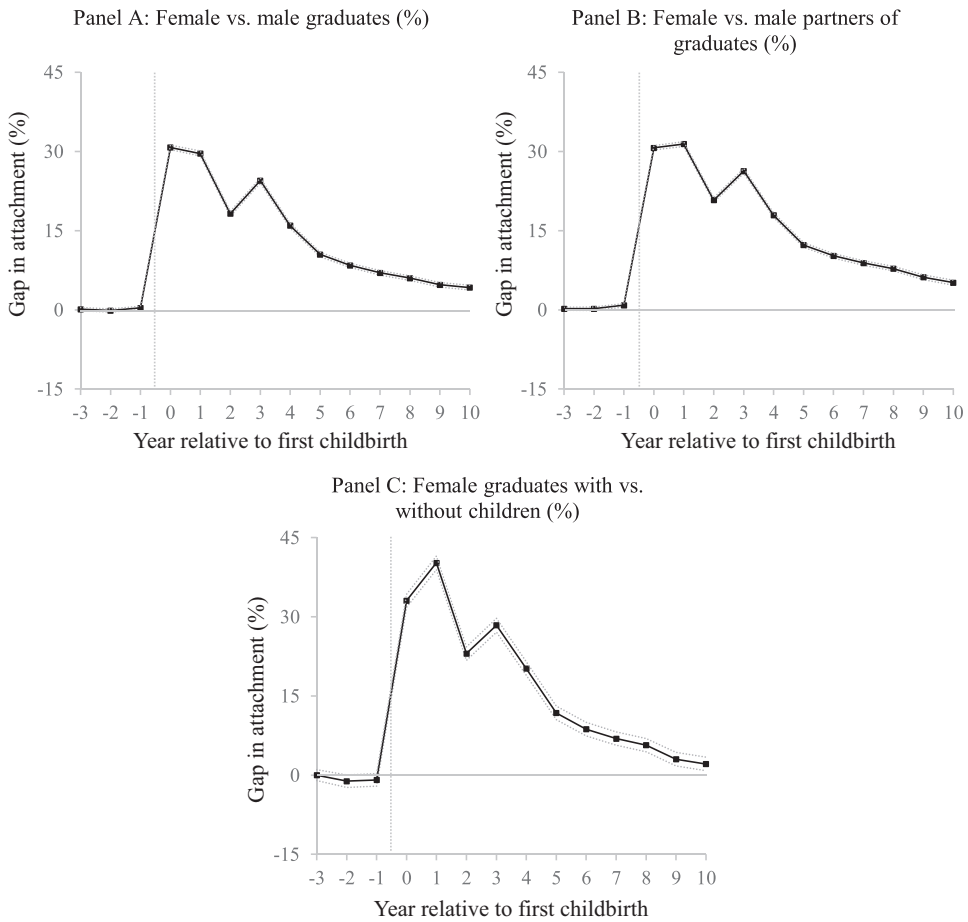 Panel A: Female vs. male graduates (%)
Gap in attachment (%)
45
30
15
0
-15
-3 -2 -1 0 1 2 3 4 5 6 7 8 9 10
Year relative to first childbirth
Panel B: Female vs. male partners of
graduates (%)
Gap in attachment (%)
45
30
15
0
-15
-3 -2 -1 0 1 2 3 4 5 6 7 8 9 10
Year relative to first childbirth
Panel C: Female graduates with vs.
without children (%)
Gap in attachment (%)
45
30
15
0
-15
-3 -2 -1 0 1 2 3 4 5 6 7 8 9 10
Year relative to first childbirth